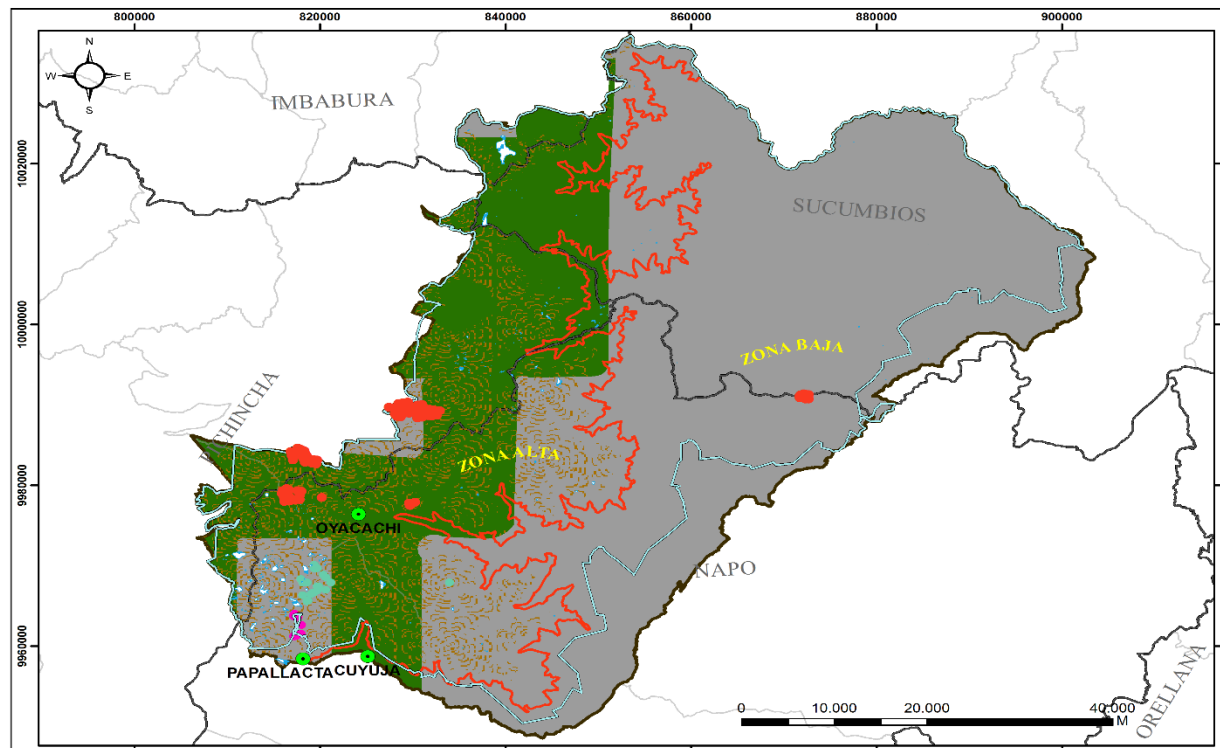 800000 820000 840000 860000 880000 900000
N
W E
S
IMBABURA
10020000
SUCUMBIOS
10000000
ZONA BAJA
ZONA ALTA
9980000
OYACACHI
NAPO
9960000
PAPALLACTA CUYUJA
ORELLANA
0 10.000 20.000 40.000
M